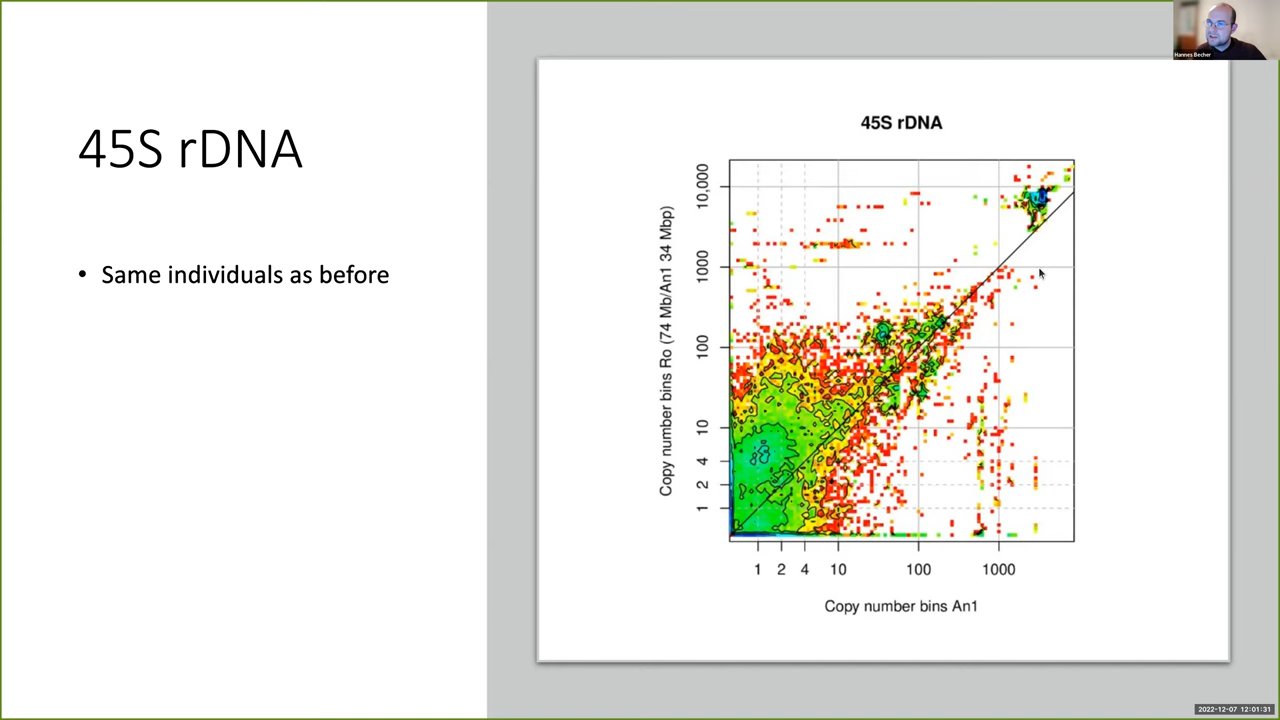 Hannes Becher
45S rDNA
• Same individuals as before
45S rDNA
Copy number bins Ro (74 Mb/An1 34 Mbp)
10,000
1000
100
10
4
2
1
1 2 4 10 100 1000
Copy number bins An1
2022-12-07 12:01:31